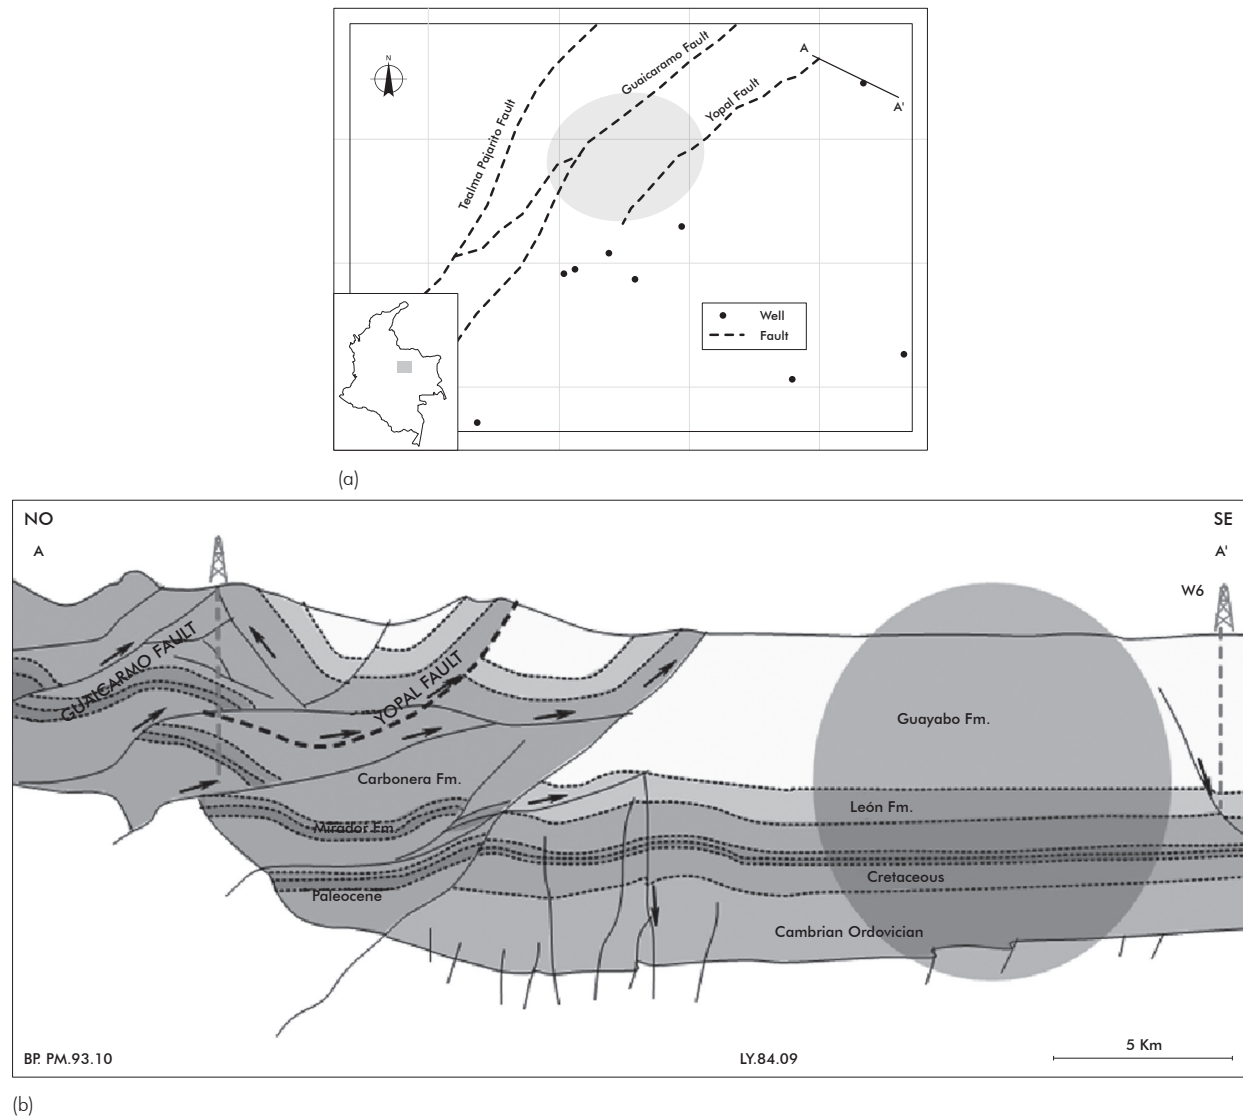 N
Tealma Pajarito Fault
Guaicaramo Fault
Yopal Fault
A
A'
Well
Fault
(a)
NO
SE
A
A'
W6
GUAICARMO FAULT
YOPAL FAULT
Guayabo Fm.
Carbonera Fm.
León Fm.
Mirador Fm.
Cretaceous
Paleocene
Cambrian Ordovician
5 Km
BP. PM.93.10
LY.84.09
(b)